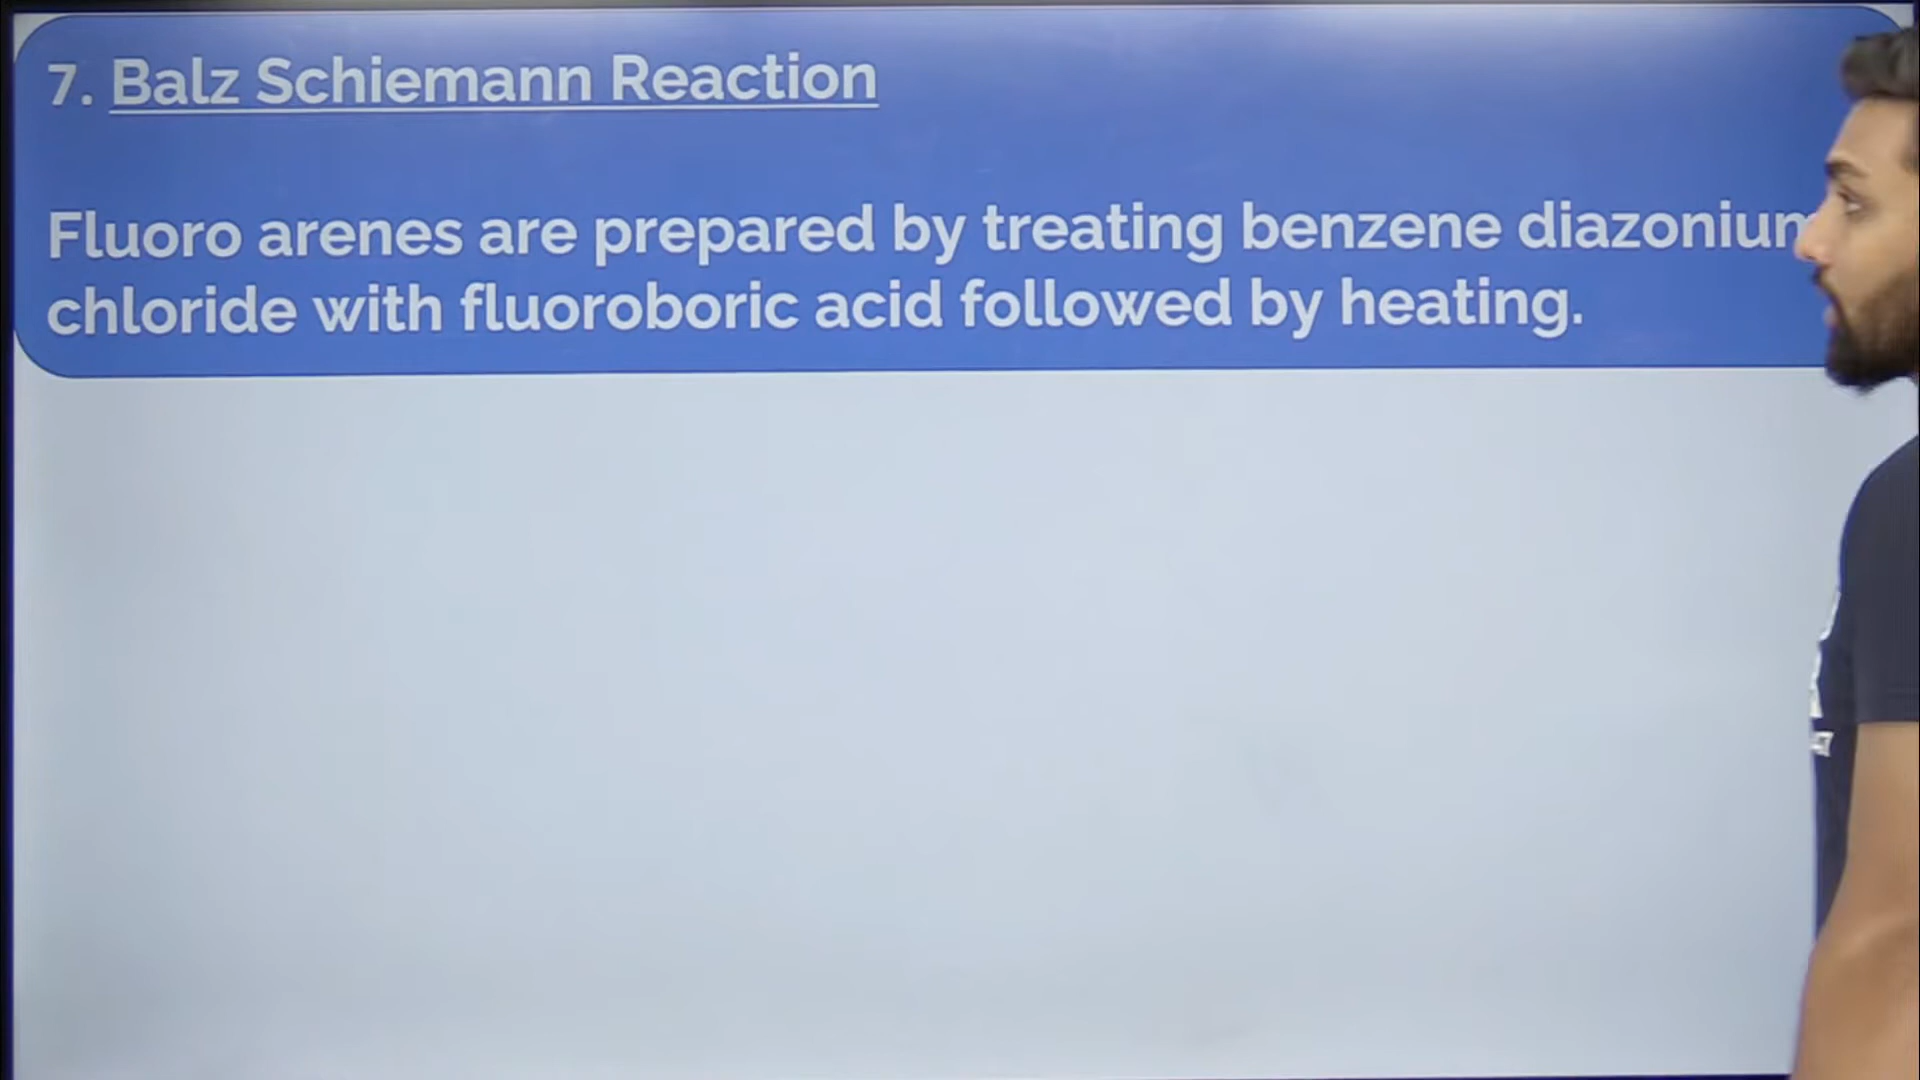 7. Balz Schiemann Reaction
Fluoro arenes are prepared by treating benzene diazonium
chloride with fluoroboric acid followed by heating.